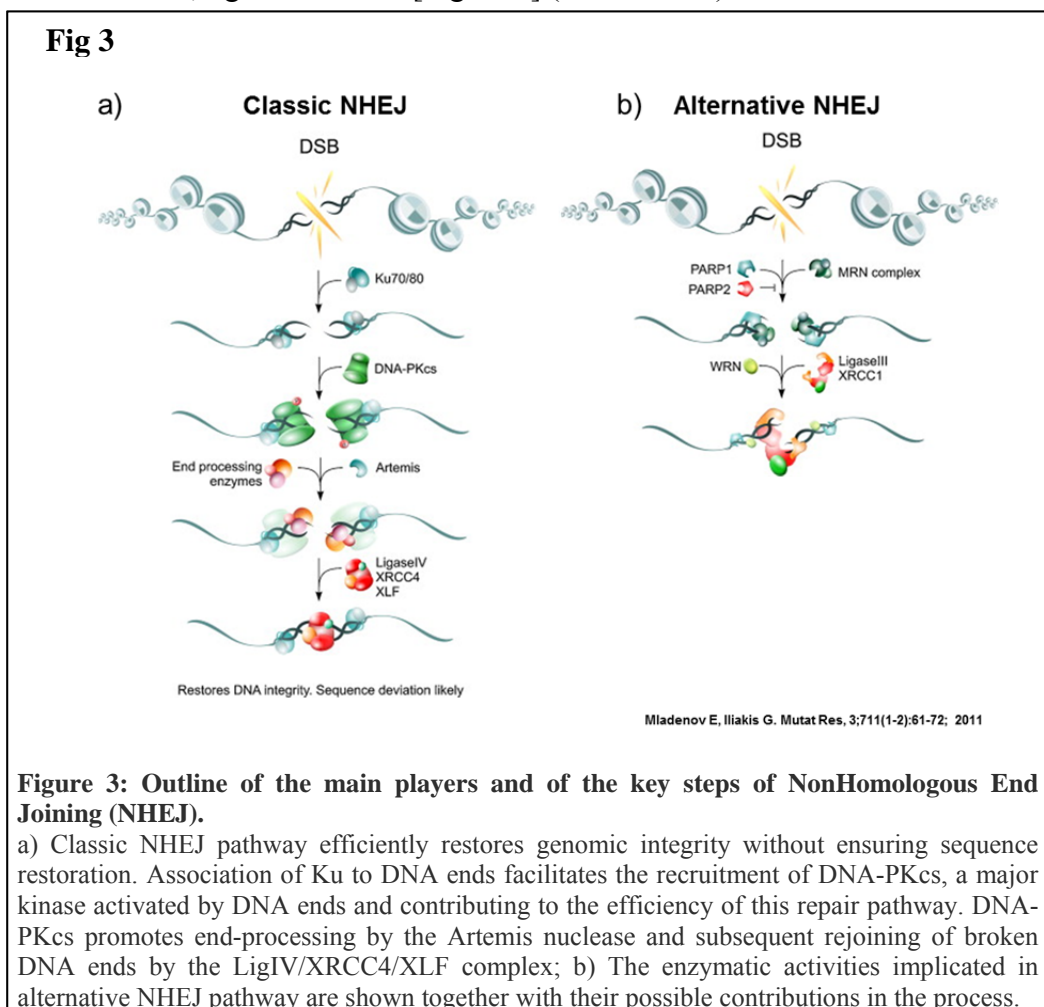 Fig 3
a) Classic NHEJ
DSB
Ku70/80
DNA-PKcs
End processing
enzymes
Artemis
LigaseIV
XRCC4
XLF
Restores DNA integrity. Sequence deviation likely
b) Alternative NHEJ
DSB
PARP1
PARP2
MRN complex
WRN
LigaseIII
XRCC1
Mladenov E, Iliakis G. Mutat Res, 3;711(1-2):61-72; 2011
Figure 3: Outline of the main players and of the key steps of NonHomologous End
Joining (NHEJ).
a) Classic NHEJ pathway efficiently restores genomic integrity without ensuring sequence
restoration. Association of Ku to DNA ends facilitates the recruitment of DNA-PKcs, a major
kinase activated by DNA ends and contributing to the efficiency of this repair pathway. DNA-
PKcs promotes end-processing by the Artemis nuclease and subsequent rejoining of broken
DNA ends by the LigIV/XRCC4/XLF complex; b) The enzymatic activities implicated in
alternative NHEJ pathway are shown together with their possible contributions in the process.